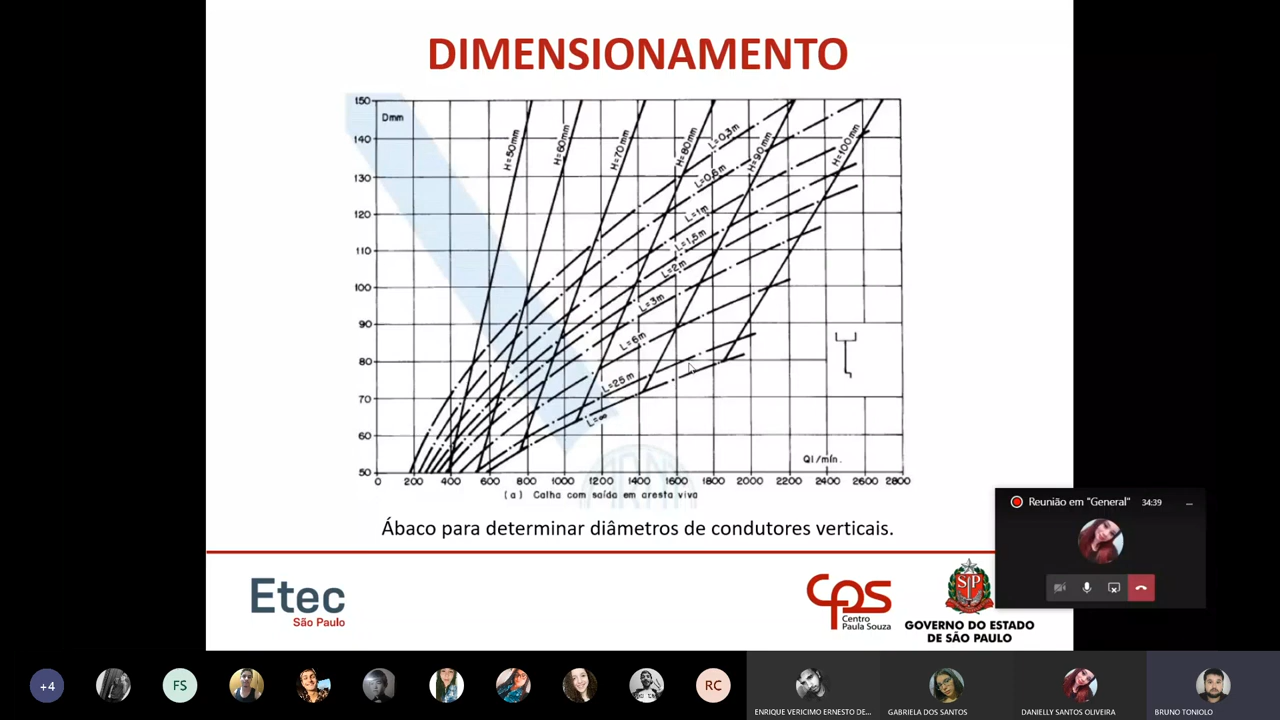 DIMENSIONAMENTO
150
Dmm
140
130
120
110
100
90
80
70
60
50
H=50mm
H=60mm
H=70mm
H=80mm
H=90mm
H=100mm
L=0,3m
L=0,6m
L=1m
L=1,5m
L=2m
L=3m
L=6m
L=25m
L=∞
Ql/mín.
0 200 400 600 800 1000 1200 1400 1600 1800 2000 2200 2400 2600 2800
(a) Calha com saída em aresta viva
Ábaco para determinar diâmetros de condutores verticais.
Reunião em "General" 34:39
Etec
São Paulo
cps
Centro
Paula Souza
SP
GOVERNO DO ESTADO
DE SÃO PAULO
+4
FS
RC
ENRIQUE VERICIMO ERNESTO DE...
GABRIELA DOS SANTOS
DANIELLY SANTOS OLIVEIRA
BRUNO TONIOLO